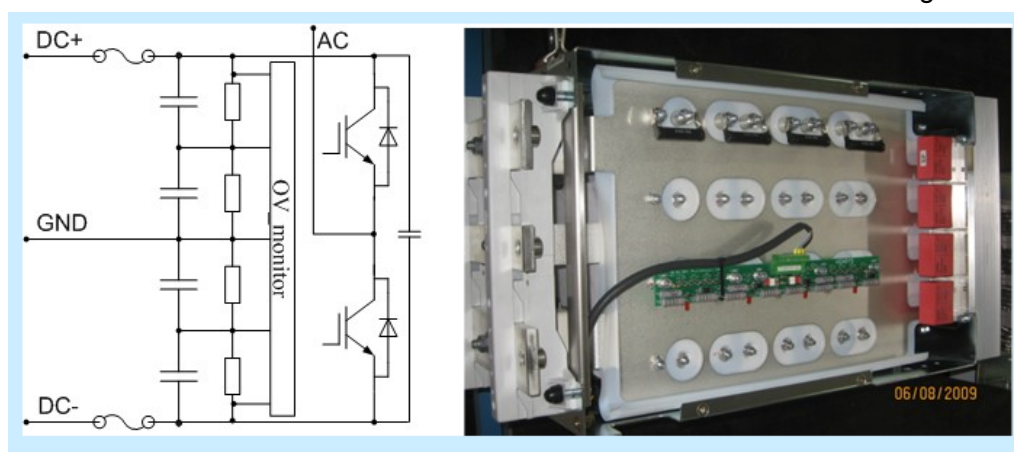 DC+
AC
OV_monitor
GND
DC-
06/08/2009